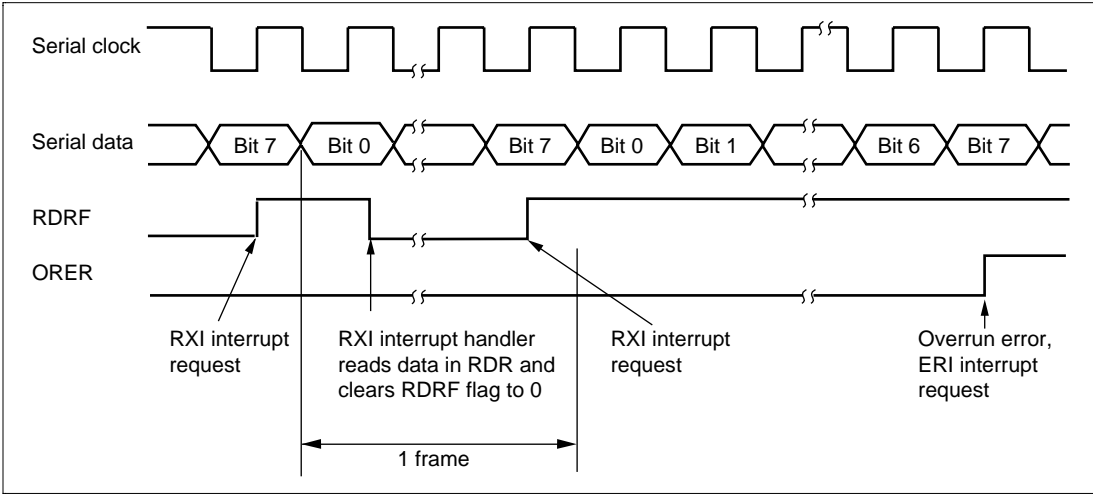 Serial clock
Serial data
Bit 7
Bit 0
Bit 7
Bit 0
Bit 1
Bit 6
Bit 7
RDRF
ORER
RXI interrupt
request
RXI interrupt handler
reads data in RDR and
clears RDRF flag to 0
RXI interrupt
request
Overrun error,
ERI interrupt
request
1 frame